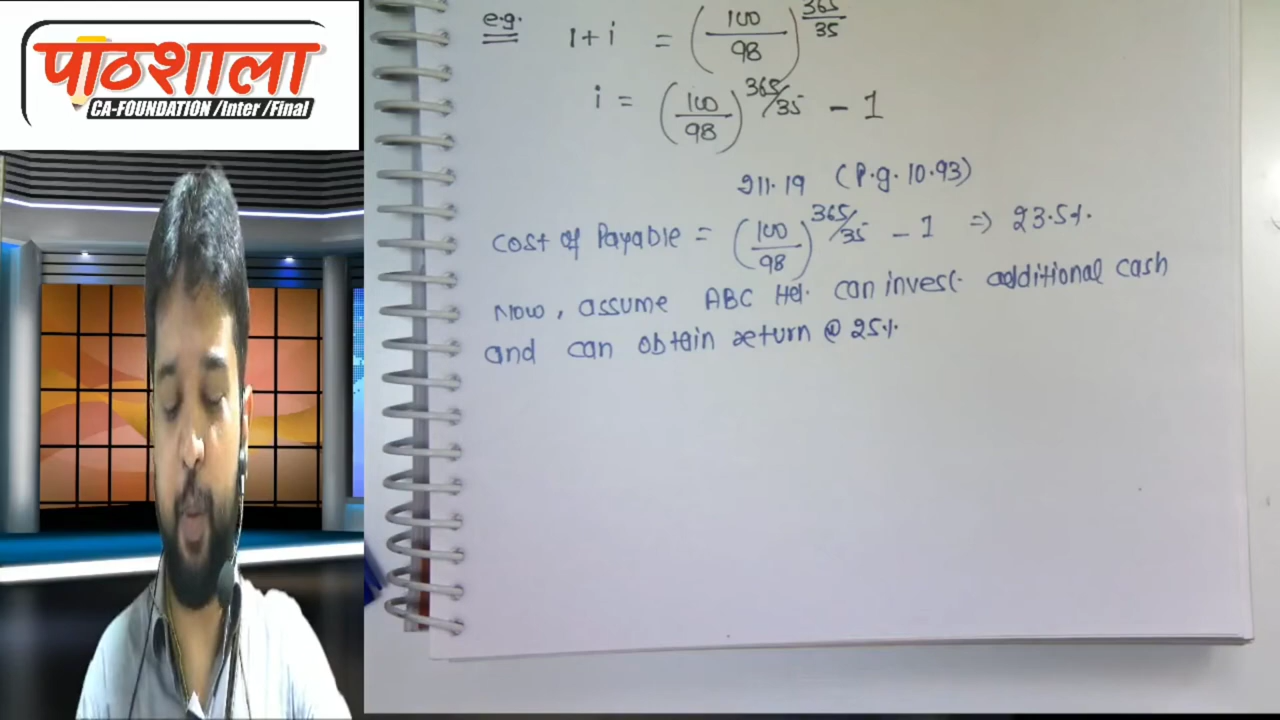 पाठशाला
CA-FOUNDATION /Inter /Final
e.g. 1+i = (100/98)^365/35
i = (100/98)^365/35 - 1
211.19 (P.g. 10.93)
Cost of Payable = (100/98)^365/35 - 1 => 23.5%.
Now, assume ABC can invest additional cash
and can obtain return @ 25%.